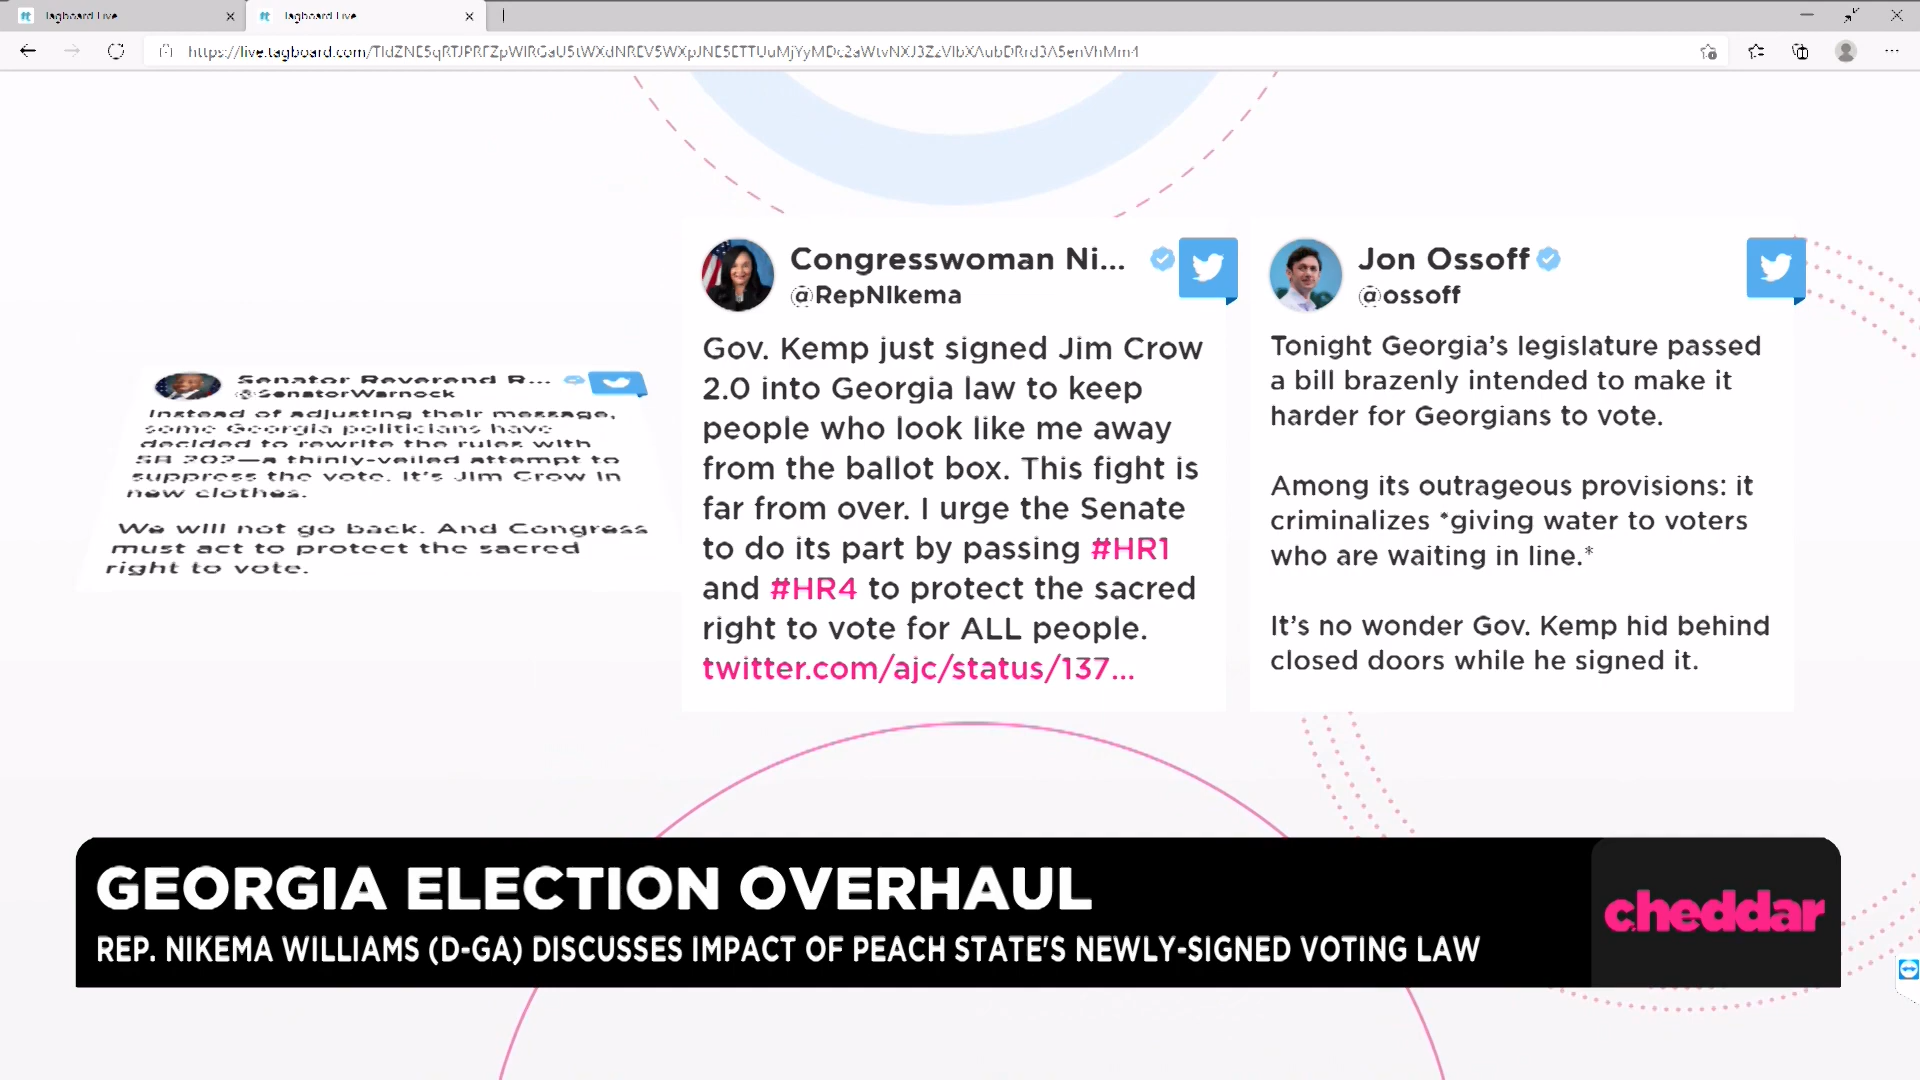 Tagboard Live
Tagboard Live
Senator Reverend R...
@SenatorWarnock
Instead of adjusting their message,
some Georgia politicians have
decided to rewrite the rules with
SB 202—a thinly-veiled attempt to
suppress the vote. It's Jim Crow in
new clothes.
We will not go back. And Congress
must act to protect the sacred
right to vote.
Congresswoman Ni...
@RepNIkema
Gov. Kemp just signed Jim Crow
2.0 into Georgia law to keep
people who look like me away
from the ballot box. This fight is
far from over. I urge the Senate
to do its part by passing #HR1
and #HR4 to protect the sacred
right to vote for ALL people.
twitter.com/ajc/status/137...
Jon Ossoff
@ossoff
Tonight Georgia’s legislature passed
a bill brazenly intended to make it
harder for Georgians to vote.
Among its outrageous provisions: it
criminalizes *giving water to voters
who are waiting in line.*
It’s no wonder Gov. Kemp hid behind
closed doors while he signed it.
GEORGIA ELECTION OVERHAUL
REP. NIKEMA WILLIAMS (D-GA) DISCUSSES IMPACT OF PEACH STATE'S NEWLY-SIGNED VOTING LAW
cheddar